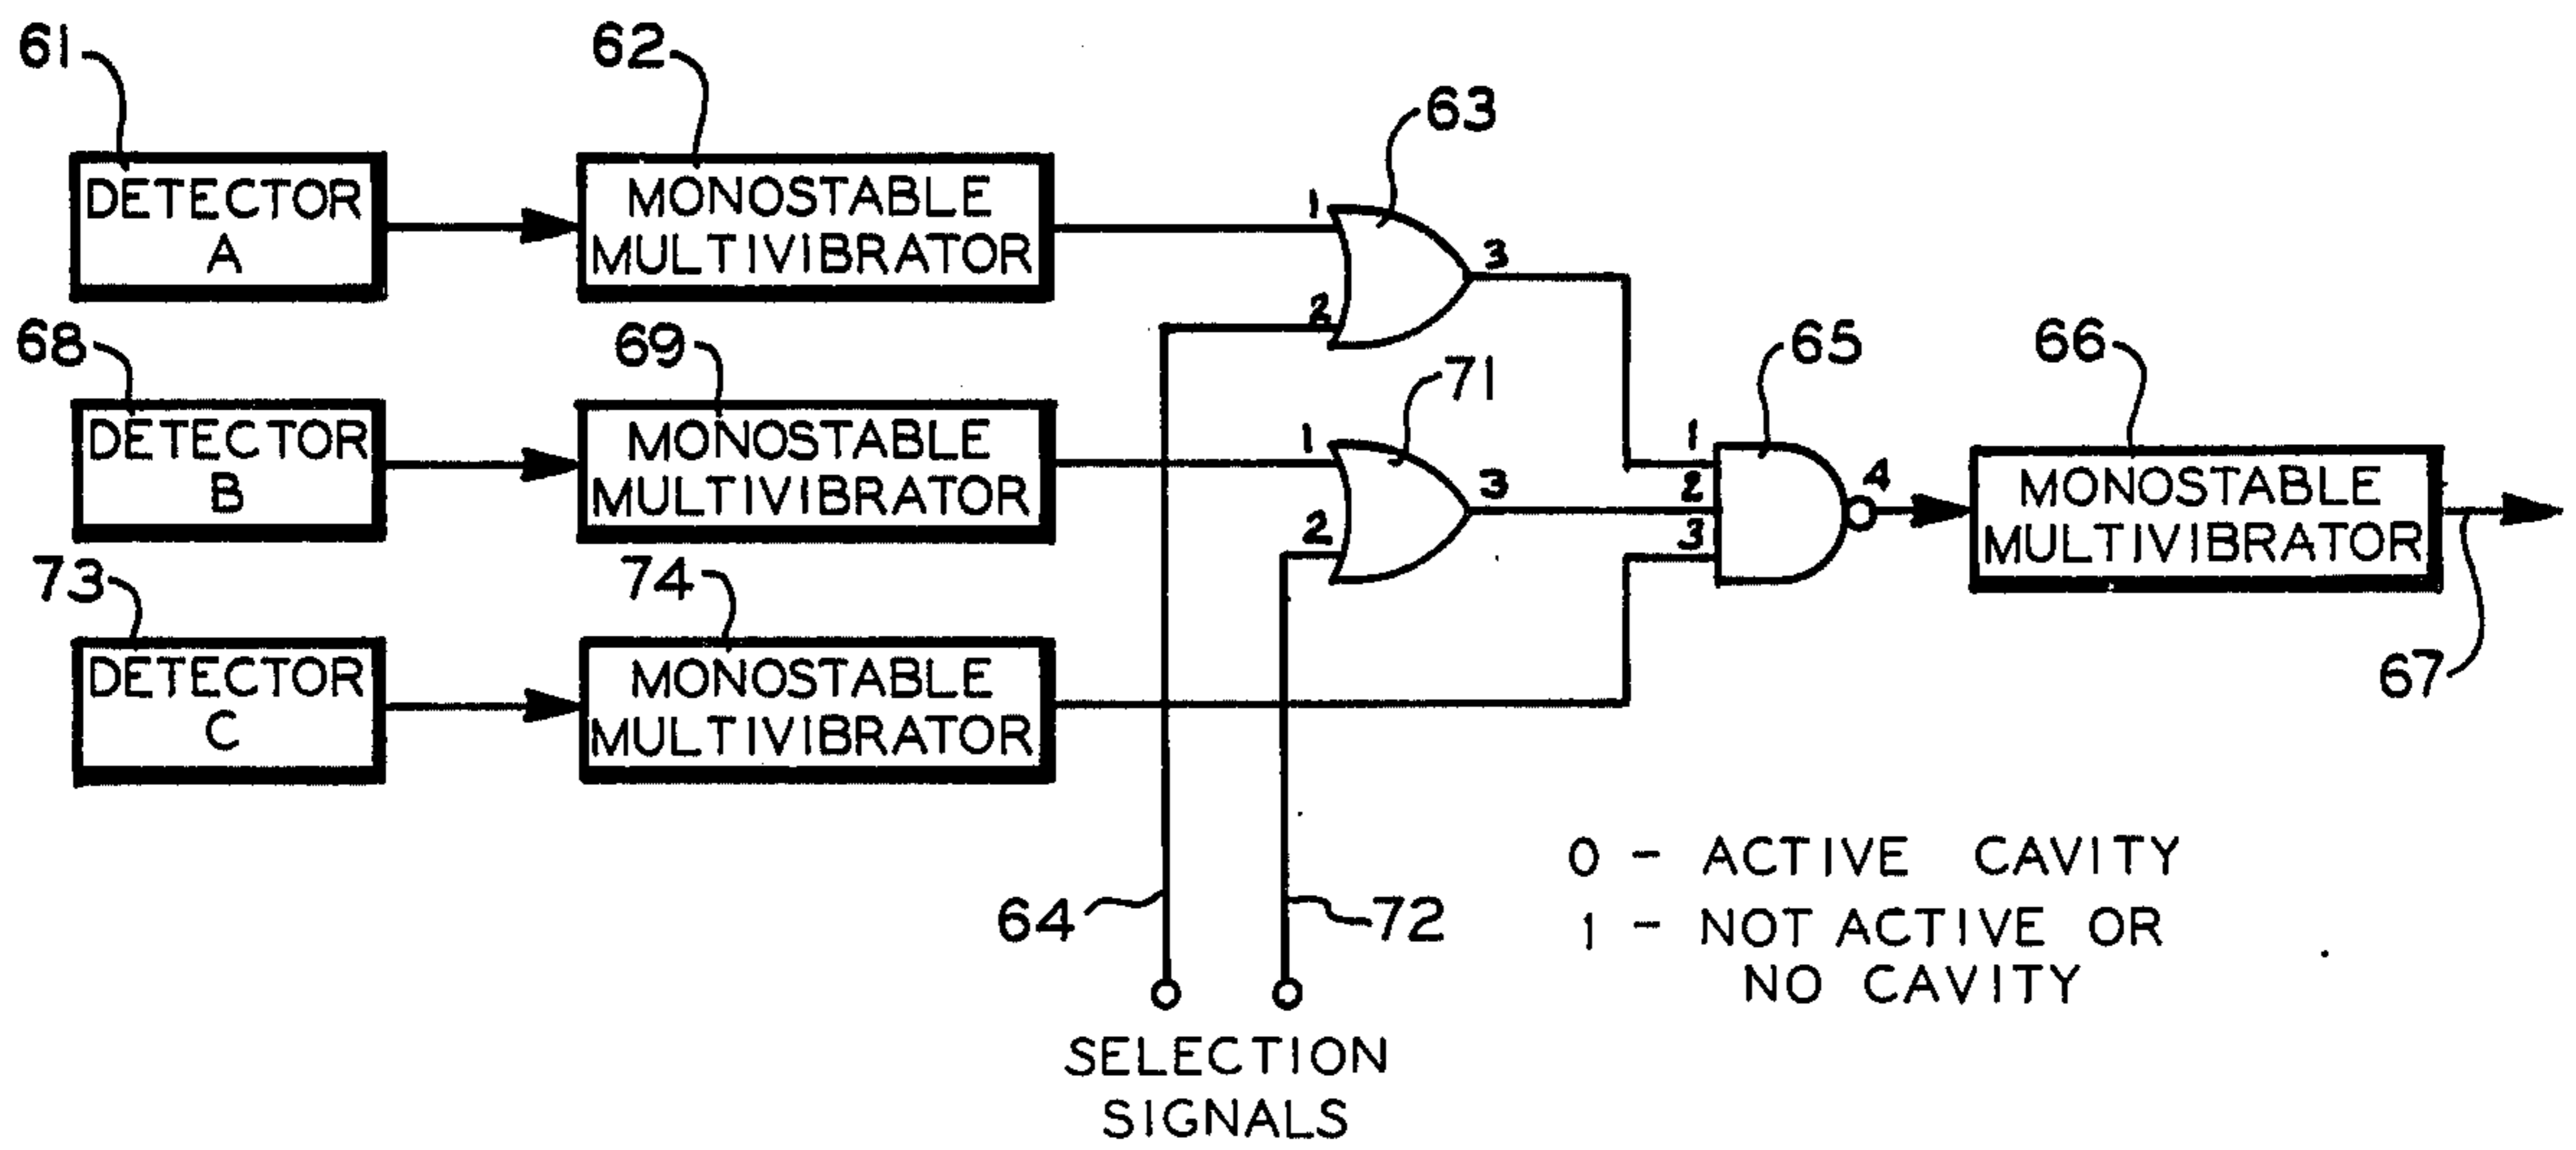 61
62
63
DETECTOR
A
MONOSTABLE
MULTIVIBRATOR
1
2
3
68
69
71
65
66
DETECTOR
B
MONOSTABLE
MULTIVIBRATOR
1
2
3
1
2
3
4
MONOSTABLE
MULTIVIBRATOR
67
73
74
DETECTOR
C
MONOSTABLE
MULTIVIBRATOR
64
72
SELECTION
SIGNALS
0 - ACTIVE CAVITY
1 - NOT ACTIVE OR
NO CAVITY